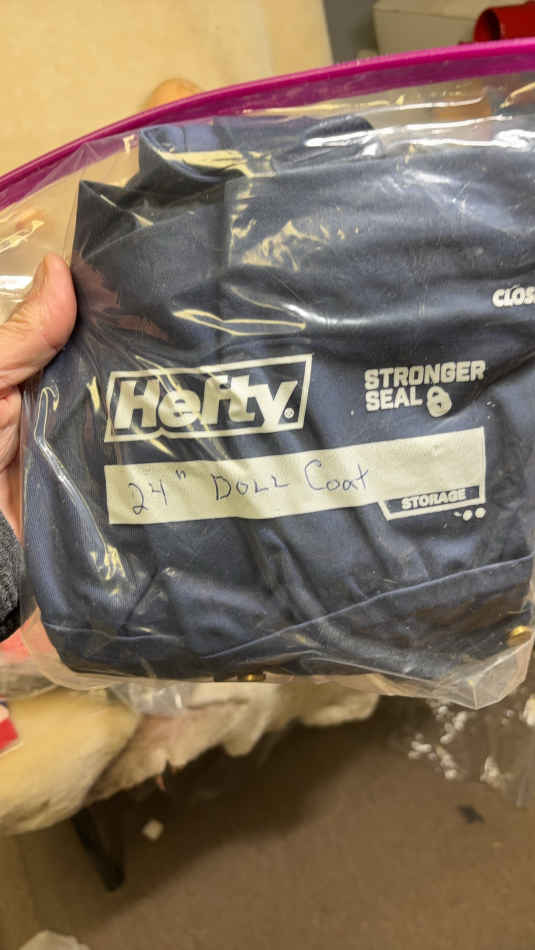 CLOS
Hefty®
STRONGER
SEAL
24" DOLL Coat
STORAGE